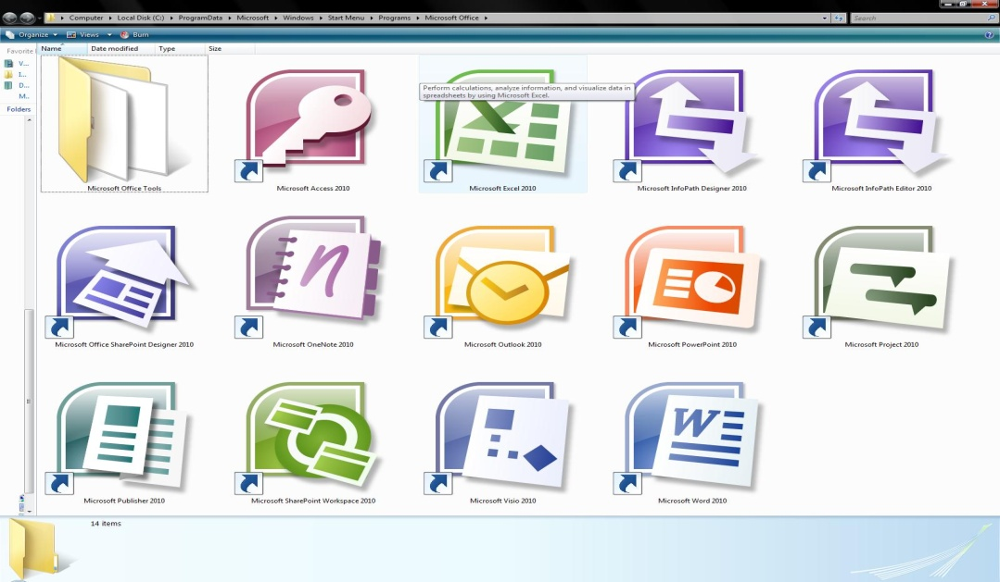 Computer ▸ Local Disk (C:) ▸ ProgramData ▸ Microsoft ▸ Windows ▸ Start Menu ▸ Programs ▸ Microsoft Office ▸
Search
Organize Views Burn
Favorite
Name Date modified Type Size
V...
I...
D...
M..
Folders
Perform calculations, analyze information, and visualize data in
spreadsheets by using Microsoft Excel.
Microsoft Office Tools
Microsoft Access 2010
Microsoft Excel 2010
Microsoft InfoPath Designer 2010
Microsoft InfoPath Editor 2010
n
Microsoft Office SharePoint Designer 2010
Microsoft OneNote 2010
Microsoft Outlook 2010
Microsoft PowerPoint 2010
Microsoft Project 2010
W
Microsoft Publisher 2010
Microsoft SharePoint Workspace 2010
Microsoft Visio 2010
Microsoft Word 2010
14 items